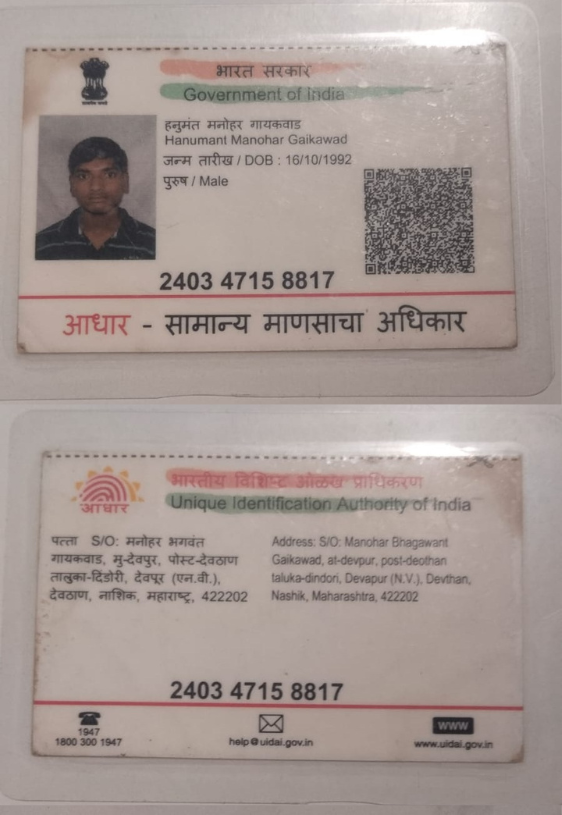 भारत सरकार
Government of India
हनुमंत मनोहर गायकवाड
Hanumant Manohar Gaikawad
जन्म तारीख / DOB : 16/10/1992
पुरुष / Male
2403 4715 8817
आधार - सामान्य माणसाचा अधिकार
भारतीय विशिष्ट ओळख प्राधिकरण
आधार
Unique Identification Authority of India
पत्ता S/O: मनोहर भगवंत
गायकवाड, मु-देवपुर, पोस्ट-देवठाण
तालुका-दिंडोरी, देवपूर (एन.वी.),
देवठाण, नाशिक, महाराष्ट्र, 422202
Address: S/O: Manohar Bhagawant
Gaikawad, at-devpur, post-deothan
taluka-dindori, Devapur (N.V.), Devthan,
Nashik, Maharashtra, 422202
2403 4715 8817
1947
1800 300 1947
help@uidai.gov.in
www
www.uidai.gov.in